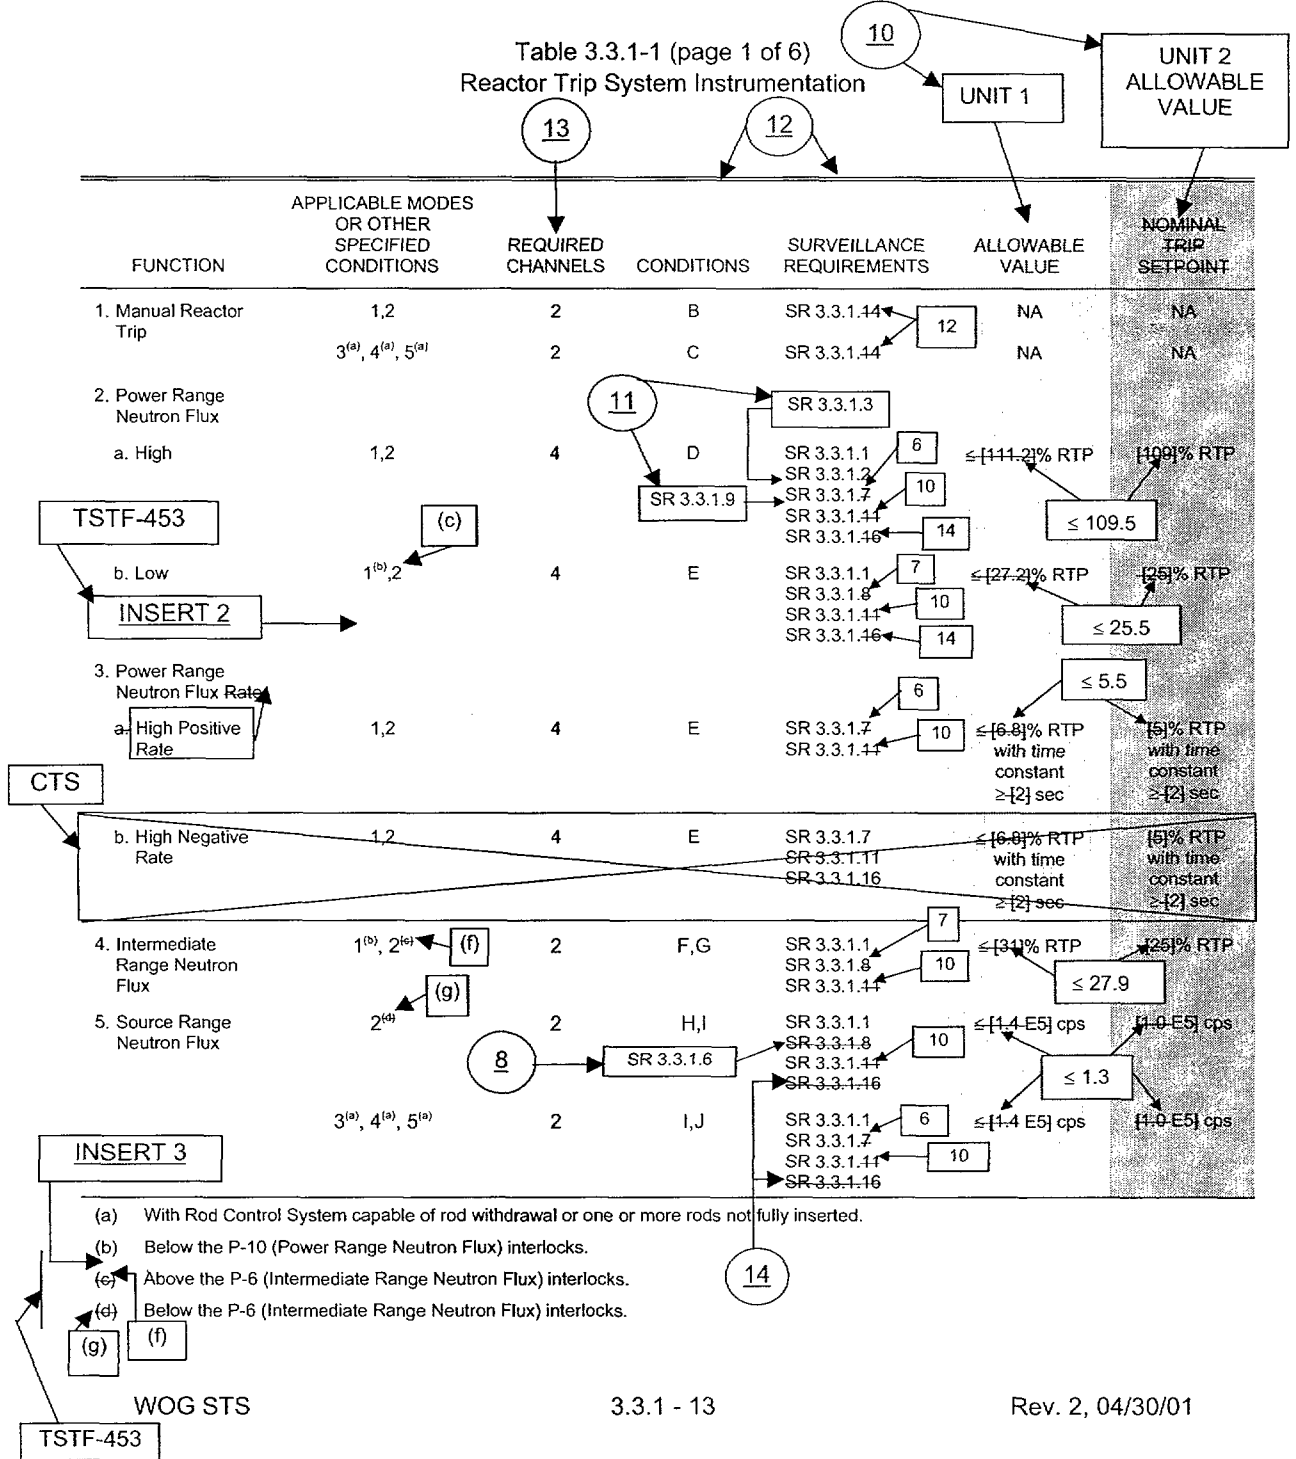 Table 3.3.1-1 (page 1 of 6)
Reactor Trip System Instrumentation
10
UNIT 1
UNIT 2
ALLOWABLE
VALUE
13
12
FUNCTION
APPLICABLE MODES
OR OTHER
SPECIFIED
CONDITIONS
REQUIRED
CHANNELS
CONDITIONS
SURVEILLANCE
REQUIREMENTS
ALLOWABLE
VALUE
NOMINAL
TRIP
SETPOINT
1. Manual Reactor 1,2 2 B SR 3.3.1.14 NA NA
Trip
12
3(a), 4(a), 5(a) 2 C SR 3.3.1.14 NA NA
2. Power Range
Neutron Flux
11
SR 3.3.1.3
a. High 1,2 4 D SR 3.3.1.1 ≤ [111.2]% RTP [109]% RTP
6
SR 3.3.1.2
SR 3.3.1.9
SR 3.3.1.7
10
SR 3.3.1.11
≤ 109.5
SR 3.3.1.16
14
TSTF-453
(c)
b. Low 1(b),2 4 E SR 3.3.1.1 ≤ [27.2]% RTP [25]% RTP
7
SR 3.3.1.8
INSERT 2
SR 3.3.1.11
10
≤ 25.5
SR 3.3.1.16
14
3. Power Range
Neutron Flux Rate
≤ 5.5
6
a. High Positive 1,2 4 E SR 3.3.1.7 ≤ [6.8]% RTP [5]% RTP
Rate SR 3.3.1.11 with time with time
10
constant constant
≥ [2] sec ≥ [2] sec
CTS
b. High Negative 1,2 4 E SR 3.3.1.7 ≤ [6.8]% RTP [5]% RTP
Rate SR 3.3.1.11 with time with time
SR 3.3.1.16 constant constant
≥ [2] sec ≥ [2] sec
7
4. Intermediate 1(b), 2(c) (f) 2 F,G SR 3.3.1.1 ≤ [31]% RTP [25]% RTP
Range Neutron SR 3.3.1.8
Flux SR 3.3.1.11
10
≤ 27.9
(g)
5. Source Range 2(d) 2 H,I SR 3.3.1.1 ≤ [1.4 E5] cps [1.0 E5] cps
Neutron Flux SR 3.3.1.8
10
8
SR 3.3.1.6
SR 3.3.1.11
≤ 1.3
SR 3.3.1.16
3(a), 4(a), 5(a) 2 I,J SR 3.3.1.1 ≤ [1.4 E5] cps [1.0 E5] cps
6
SR 3.3.1.7
SR 3.3.1.11
10
SR 3.3.1.16
INSERT 3
(a) With Rod Control System capable of rod withdrawal or one or more rods not fully inserted.
(b) Below the P-10 (Power Range Neutron Flux) interlocks.
(c) Above the P-6 (Intermediate Range Neutron Flux) interlocks.
14
(d) Below the P-6 (Intermediate Range Neutron Flux) interlocks.
(g)
(f)
WOG STS 3.3.1 - 13 Rev. 2, 04/30/01
TSTF-453